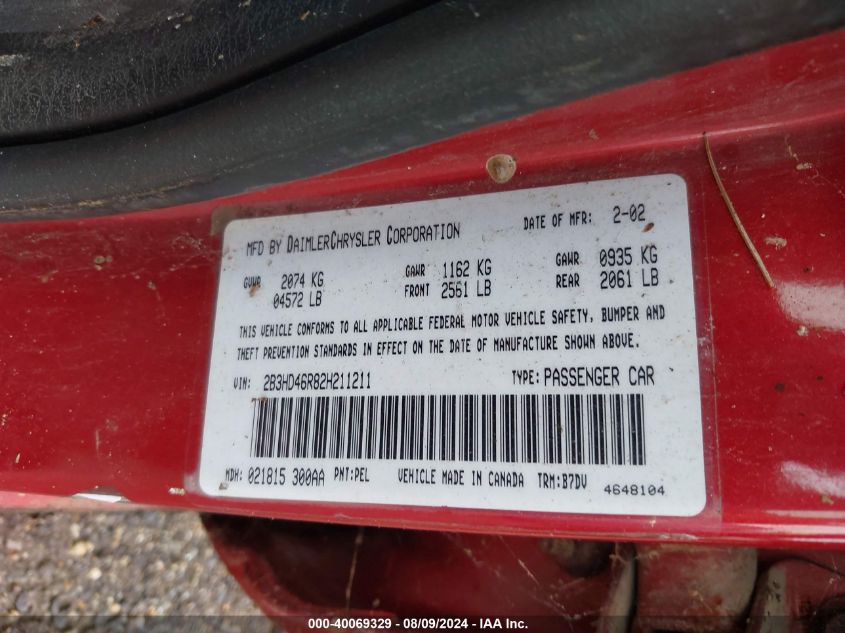 MFD BY DAIMLERCHRYSLER CORPORATION DATE OF MFR: 2-02
GVWR 2074 KG GAWR 1162 KG GAWR 0935 KG
04572 LB FRONT 2561 LB REAR 2061 LB
THIS VEHICLE CONFORMS TO ALL APPLICABLE FEDERAL MOTOR VEHICLE SAFETY, BUMPER AND
THEFT PREVENTION STANDARDS IN EFFECT ON THE DATE OF MANUFACTURE SHOWN ABOVE.
VIN: 2B3HD46R82H211211 TYPE: PASSENGER CAR
MDH: 021815 300AA PNT:PEL VEHICLE MADE IN CANADA TRM:B7DV 4648104
000-40069329 - 08/09/2024 - IAA Inc.